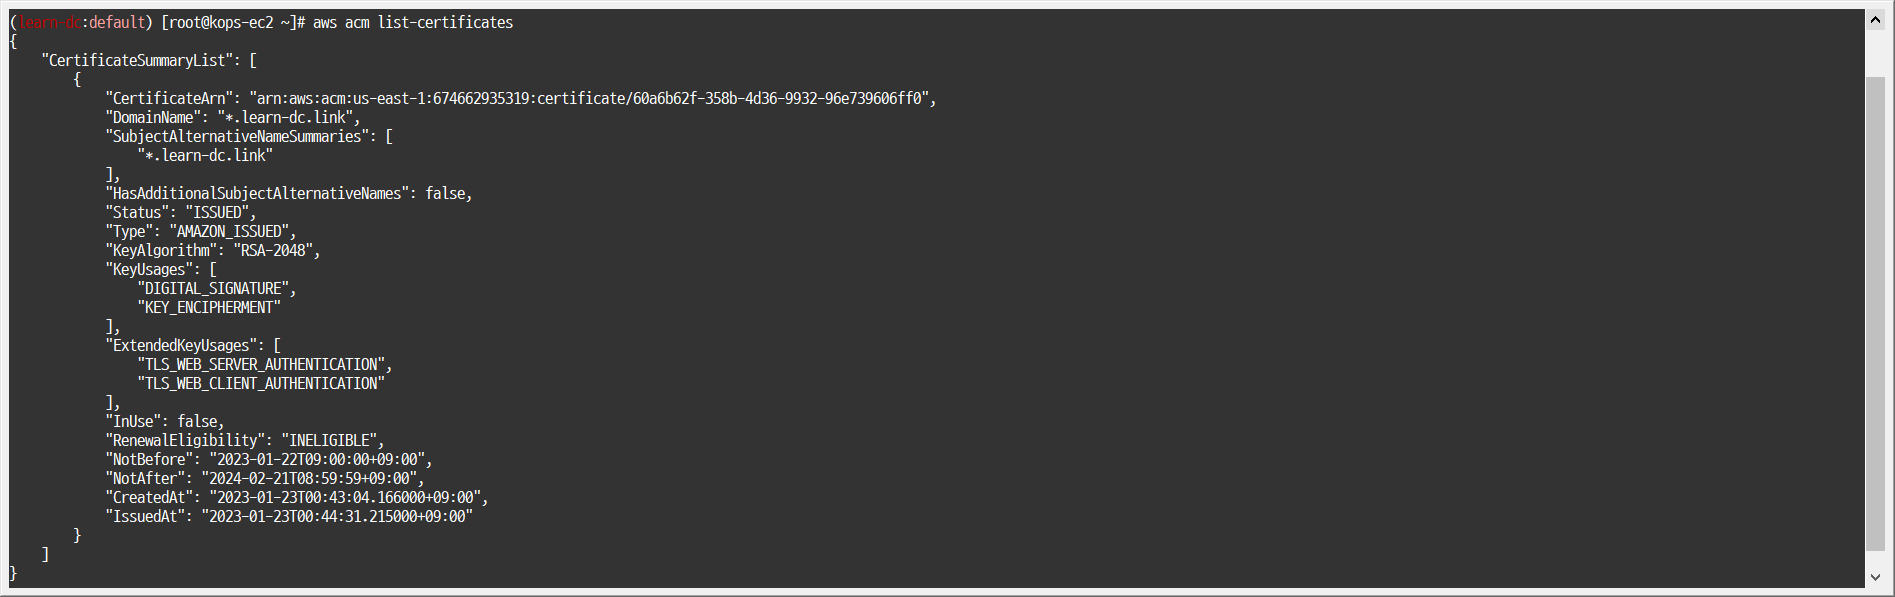 (learn-dc:default) [root@kops-ec2 ~]# aws acm list-certificates
{
    "CertificateSummaryList": [
        {
            "CertificateArn": "arn:aws:acm:us-east-1:674662935319:certificate/60a6b62f-358b-4d36-9932-96e739606ff0",
            "DomainName": "*.learn-dc.link",
            "SubjectAlternativeNameSummaries": [
                "*.learn-dc.link"
            ],
            "HasAdditionalSubjectAlternativeNames": false,
            "Status": "ISSUED",
            "Type": "AMAZON_ISSUED",
            "KeyAlgorithm": "RSA-2048",
            "KeyUsages": [
                "DIGITAL_SIGNATURE",
                "KEY_ENCIPHERMENT"
            ],
            "ExtendedKeyUsages": [
                "TLS_WEB_SERVER_AUTHENTICATION",
                "TLS_WEB_CLIENT_AUTHENTICATION"
            ],
            "InUse": false,
            "RenewalEligibility": "INELIGIBLE",
            "NotBefore": "2023-01-22T09:00:00+09:00",
            "NotAfter": "2024-02-21T08:59:59+09:00",
            "CreatedAt": "2023-01-23T00:43:04.166000+09:00",
            "IssuedAt": "2023-01-23T00:44:31.215000+09:00"
        }
    ]
}